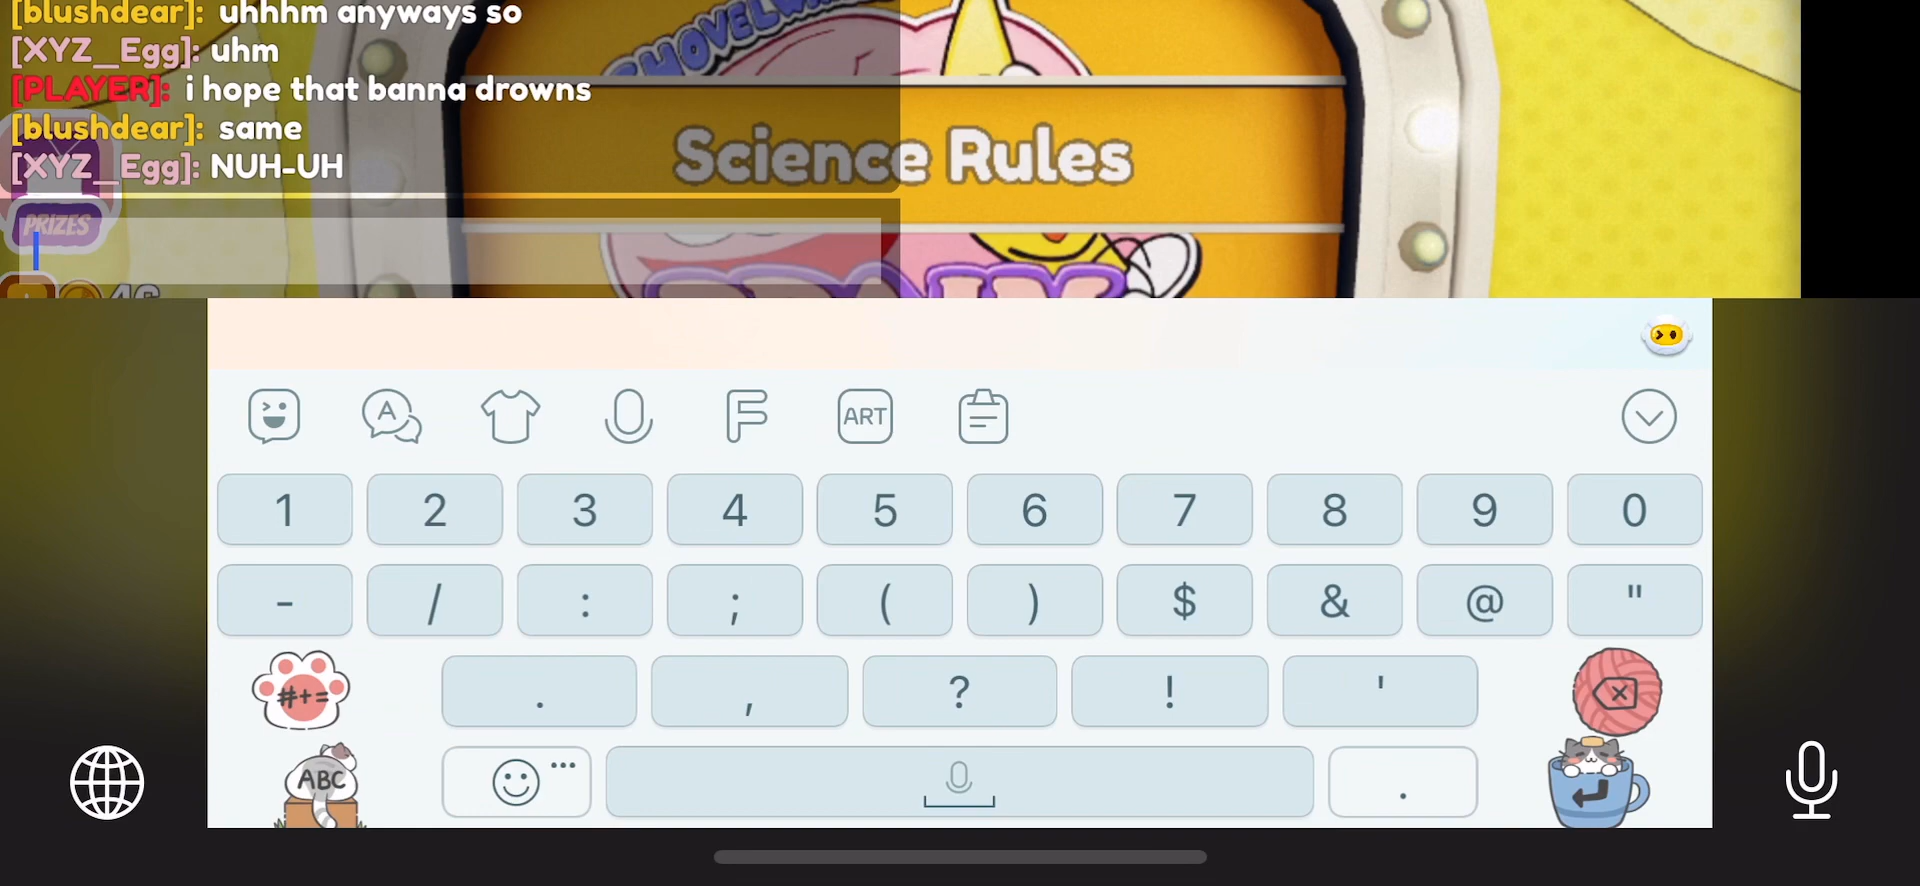 [blushdear]: uhhhm anyways so
[XYZ_Egg]: uhm
[PLAYER]: i hope that banna drowns
[blushdear]: same
[XYZ_Egg]: NUH-UH
Science Rules
PRIZES
46
A
F
ART
1 2 3 4 5 6 7 8 9 0
- / : ; ( ) $ & @ "
#+= . , ? ! '
ABC .